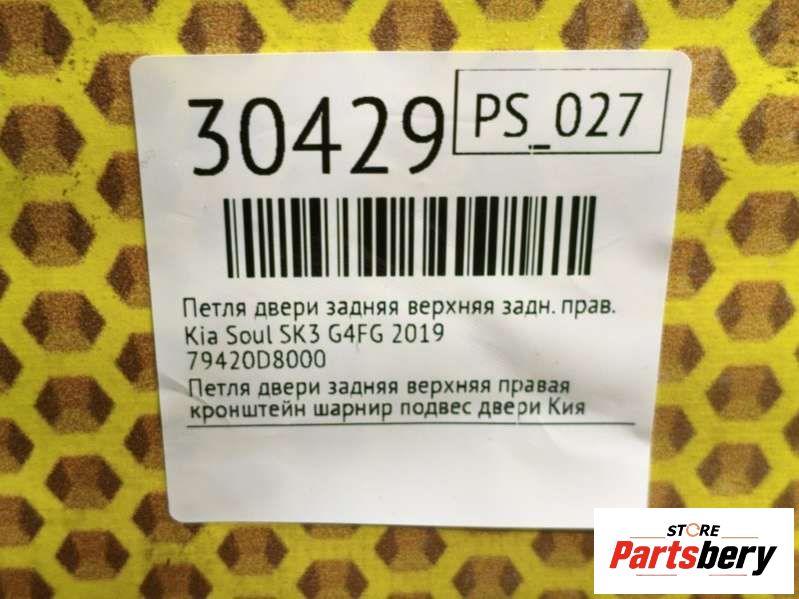 30429
PS_027
Петля двери задняя верхняя задн. прав.
Kia Soul SK3 G4FG 2019
79420D8000
Петля двери задняя верхняя правая
кронштейн шарнир подвес двери Кия
STORE
Partsbery